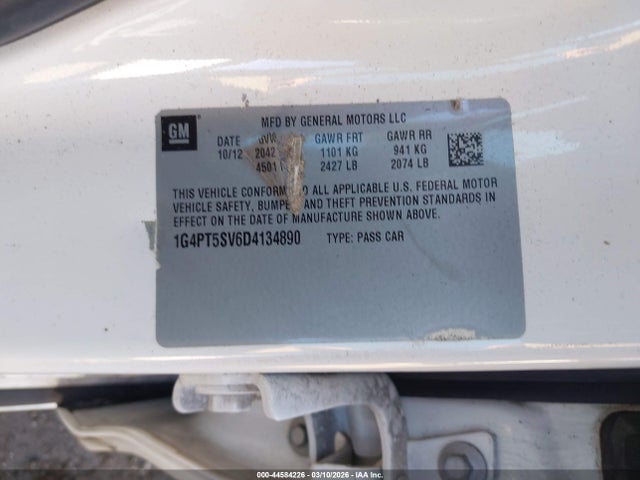 MFD BY GENERAL MOTORS LLC
GM
DATE GAWR FRT GAWR RR
10/12 2042 1101 KG 941 KG
4501 2427 LB 2074 LB
THIS VEHICLE CONFORMS TO ALL APPLICABLE U.S. FEDERAL MOTOR
VEHICLE SAFETY, BUMPER AND THEFT PREVENTION STANDARDS IN
EFFECT ON THE DATE OF MANUFACTURE SHOWN ABOVE.
1G4PT5SV6D4134890 TYPE: PASS CAR
000-44584226 - 03/10/2026 - IAAI.COM